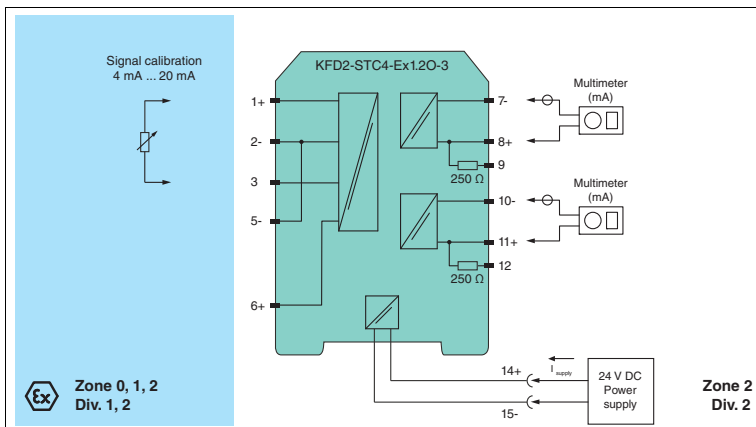 Signal calibration
4 mA ... 20 mA
KFD2-STC4-Ex1.2O-3
1+
2-
3
5-
6+
7-
8+
9
250 Ω
10-
11+
12
250 Ω
Multimeter
(mA)
Multimeter
(mA)
14+
15-
I supply
24 V DC
Power
supply
Ex
Zone 0, 1, 2
Div. 1, 2
Zone 2
Div. 2